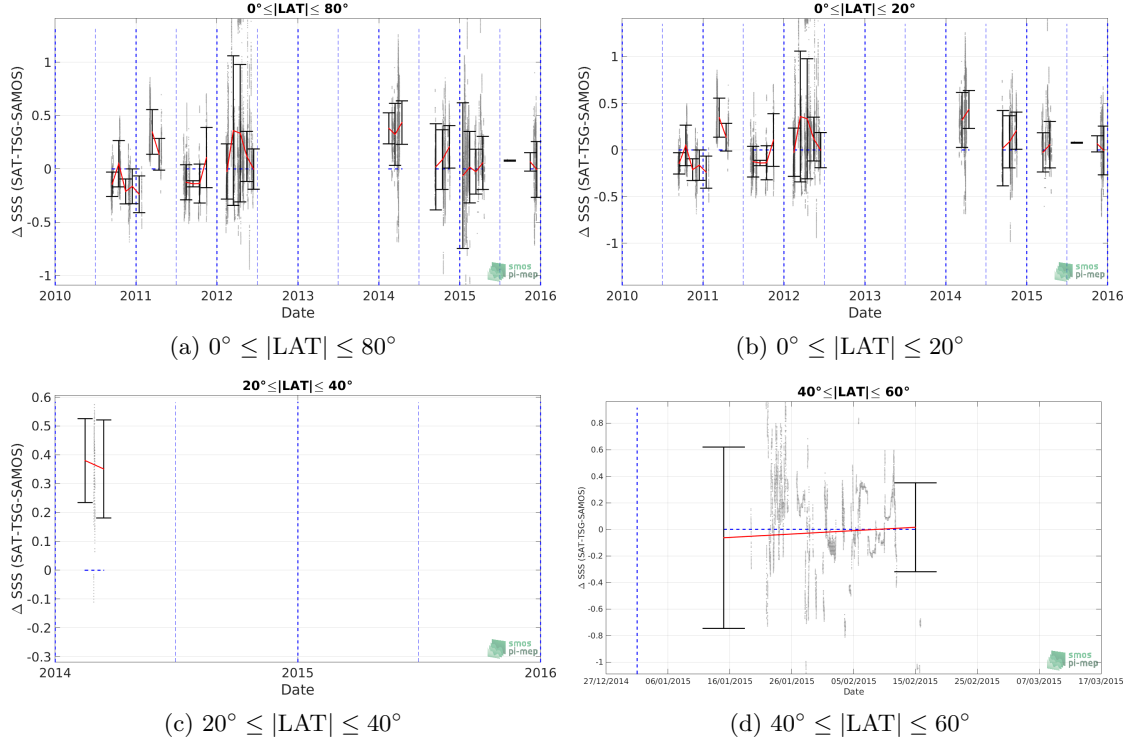 0°≤|LAT|≤ 80°
Δ SSS (SAT-TSG-SAMOS)
1
0.5
0
-0.5
-1
2010 2011 2012 2013 2014 2015 2016
Date
smos
pi-mep
(a) 0° ≤ |LAT| ≤ 80°
0°≤|LAT|≤ 20°
Δ SSS (SAT-TSG-SAMOS)
1
0.5
0
-0.5
-1
2010 2011 2012 2013 2014 2015 2016
Date
smos
pi-mep
(b) 0° ≤ |LAT| ≤ 20°
20°≤|LAT|≤ 40°
Δ SSS (SAT-TSG-SAMOS)
0.6
0.5
0.4
0.3
0.2
0.1
0
-0.1
-0.2
-0.3
2014 2015 2016
Date
smos
pi-mep
(c) 20° ≤ |LAT| ≤ 40°
40°≤|LAT|≤ 60°
Δ SSS (SAT-TSG-SAMOS)
0.8
0.6
0.4
0.2
0
-0.2
-0.4
-0.6
-0.8
-1
27/12/2014 06/01/2015 16/01/2015 26/01/2015 05/02/2015 15/02/2015 25/02/2015 07/03/2015 17/03/2015
Date
smos
pi-mep
(d) 40° ≤ |LAT| ≤ 60°